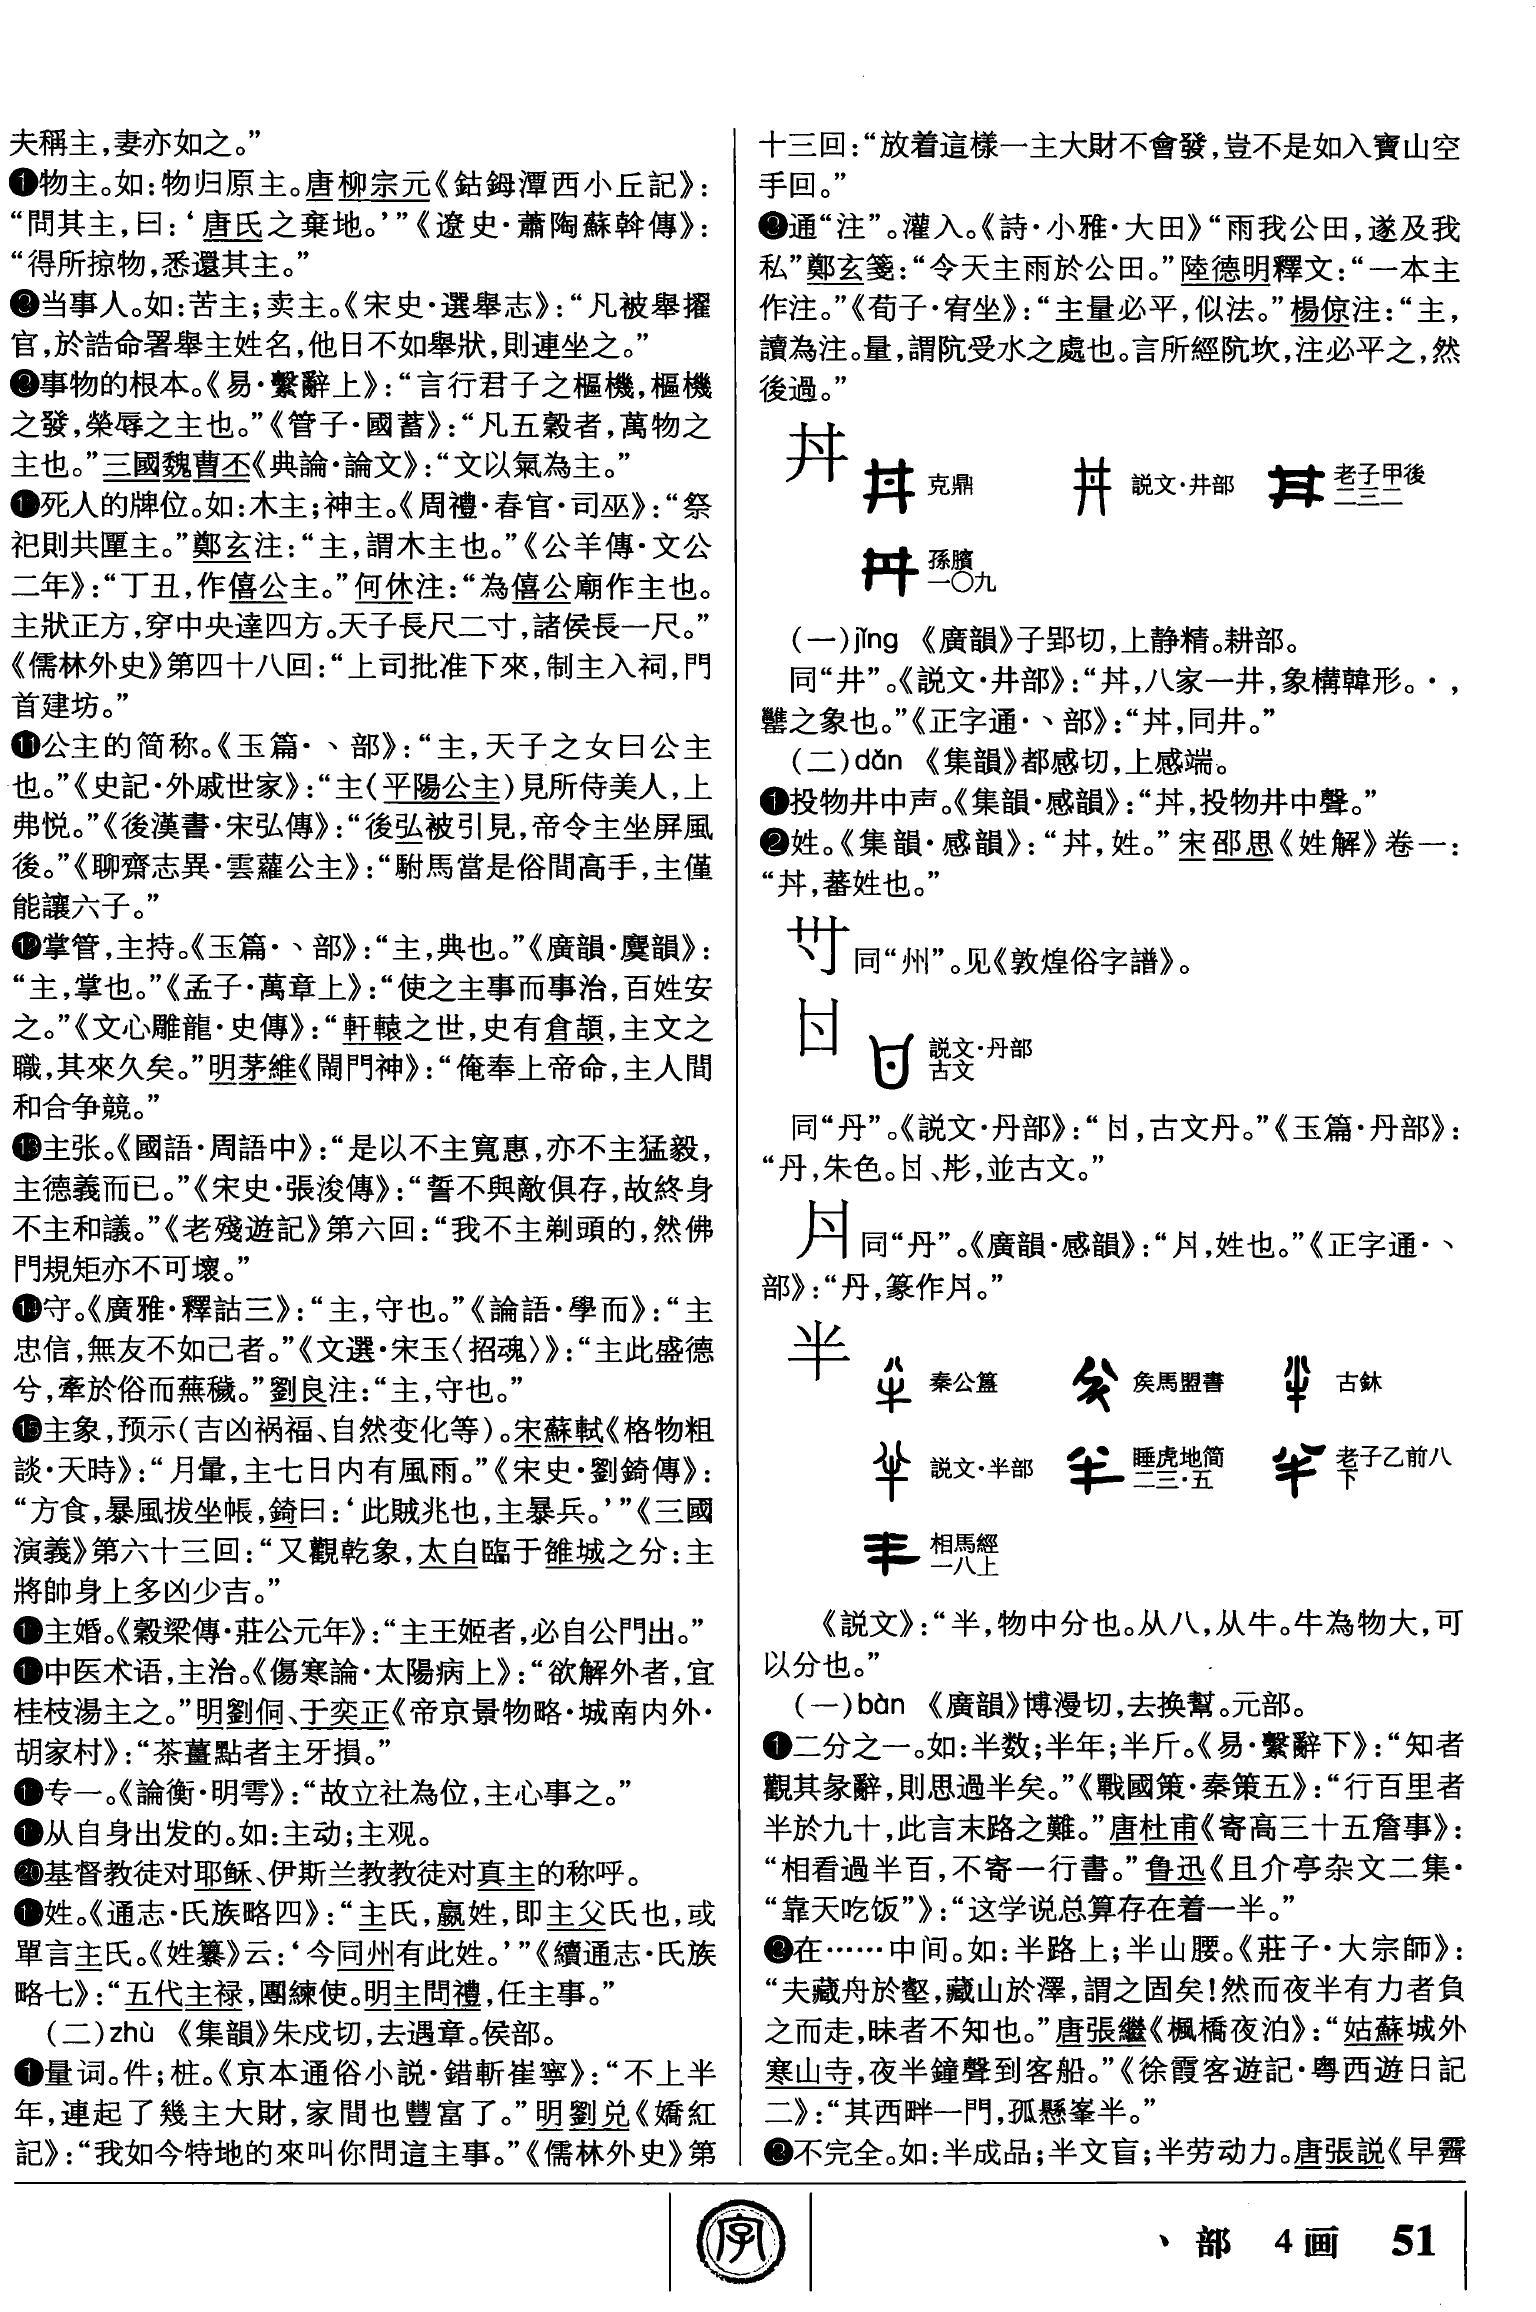 夫稱主，妻亦如之。”
❶物主。如：物归原主。唐柳宗元《鈷鉧潭西小丘記》：
“問其主，曰：‘唐氏之棄地。’”《遼史·蕭陶蘇斡傳》：
“得所掠物，悉還其主。”
当事人。如：苦主；卖主。《宋史·選舉志》：“凡被舉擢
官，於誥命署舉主姓名，他日不如舉狀，則連坐之。”
事物的根本。《易·繫辭上》：“言行君子之樞機，樞機
之發，榮辱之主也。”《管子·國蓄》：“凡五穀者，萬物之
主也。”三國魏曹丕《典論·論文》：“文以氣為主。”
死人的牌位。如：木主；神主。《周禮·春官·司巫》：“祭
祀則共匰主。”鄭玄注：“主，謂木主也。”《公羊傳·文公
二年》：“丁丑，作僖公主。”何休注：“為僖公廟作主也。
主狀正方，穿中央達四方。天子長尺二寸，諸侯長一尺。”
《儒林外史》第四十八回：“上司批准下來，制主入祠，門
首建坊。”
⓫公主的简称。《玉篇·丶部》：“主，天子之女曰公主
也。”《史記·外戚世家》：“主（平陽公主）見所侍美人，上
弗悦。”《後漢書·宋弘傳》：“後弘被引見，帝令主坐屏風
後。”《聊齋志異·雲蘿公主》：“駙馬當是俗間高手，主僅
能讓六子。”
⓬掌管，主持。《玉篇·丶部》：“主，典也。”《廣韻·麌韻》：
“主，掌也。”《孟子·萬章上》：“使之主事而事治，百姓安
之。”《文心雕龍·史傳》：“軒轅之世，史有倉頡，主文之
職，其來久矣。”明茅維《鬧門神》：“俺奉上帝命，主人間
和合争競。”
⓭主张。《國語·周語中》：“是以不主寬惠，亦不主猛毅，
主德義而已。”《宋史·張浚傳》：“誓不與敵俱存，故終身
不主和議。”《老殘遊記》第六回：“我不主剃頭的，然佛
門規矩亦不可壞。”
⓮守。《廣雅·釋詁三》：“主，守也。”《論語·學而》：“主
忠信，無友不如己者。”《文選·宋玉〈招魂〉》：“主此盛德
兮，牽於俗而蕪穢。”劉良注：“主，守也。”
⓯主象，预示（吉凶祸福、自然变化等）。宋蘇軾《格物粗
談·天時》：“月暈，主七日内有風雨。”《宋史·劉錡傳》：
“方食，暴風拔坐帳，錡曰：‘此賊兆也，主暴兵。’”《三國
演義》第六十三回：“又觀乾象，太白臨于雒城之分：主
將帥身上多凶少吉。”
主婚。《穀梁傳·莊公元年》：“主王姬者，必自公門出。”
中医术语，主治。《傷寒論·太陽病上》：“欲解外者，宜
桂枝湯主之。”明劉侗、于奕正《帝京景物略·城南内外·
胡家村》：“茶薑點者主牙損。”
专一。《論衡·明雩》：“故立社為位，主心事之。”
从自身出发的。如：主动；主观。
⓴基督教徒对耶稣、伊斯兰教教徒对真主的称呼。
姓。《通志·氏族略四》：“主氏，嬴姓，即主父氏也，或
單言主氏。《姓纂》云：‘今同州有此姓。’”《續通志·氏族
略七》：“五代主禄，團練使。明主問禮，任主事。”
（二）zhù 《集韻》朱戍切，去遇章。侯部。
❶量词。件；桩。《京本通俗小説·錯斬崔寧》：“不上半
年，連起了幾主大財，家間也豐富了。”明劉兑《嬌紅
記》：“我如今特地的來叫你問這主事。”《儒林外史》第
十三回：“放着這樣一主大財不會發，豈不是如入寶山空
手回。”
通“注”。灌入。《詩·小雅·大田》“雨我公田，遂及我
私”鄭玄箋：“令天主雨於公田。”陸德明釋文：“一本主
作注。”《荀子·宥坐》：“主量必平，似法。”楊倞注：“主，
讀為注。量，謂阬受水之處也。言所經阬坎，注必平之，然
後過。”
丼 克鼎 説文·井部 老子甲後二三二
孫臏一〇九
（一）jǐng 《廣韻》子郢切，上静精。耕部。
同“井”。《説文·井部》：“丼，八家一井，象構韓形。·，
𦉥之象也。”《正字通·丶部》：“丼，同井。”
（二）dǎn 《集韻》都感切，上感端。
❶投物井中声。《集韻·感韻》：“丼，投物井中聲。”
❷姓。《集韻·感韻》：“丼，姓。”宋邵思《姓解》卷一：
“丼，蕃姓也。”
同“州”。见《敦煌俗字譜》。
説文·丹部古文
同“丹”。《説文·丹部》：“𠁿，古文丹。”《玉篇·丹部》：
“丹，朱色。𠁿、彤，並古文。”
同“丹”。《廣韻·感韻》：“，姓也。”《正字通·丶
部》：“丹，篆作。”
半 秦公簋 矦馬盟書 古鉢
説文·半部 睡虎地简二三·五 老子乙前八下
相馬經一八上
《説文》：“半，物中分也。从八，从牛。牛為物大，可
以分也。”
（一）bàn 《廣韻》博漫切，去换幫。元部。
❶二分之一。如：半数；半年；半斤。《易·繫辭下》：“知者
觀其彖辭，則思過半矣。”《戰國策·秦策五》：“行百里者
半於九十，此言末路之難。”唐杜甫《寄高三十五詹事》：
“相看過半百，不寄一行書。”鲁迅《且介亭杂文二集·
“靠天吃饭”》：“这学说总算存在着一半。”
❷在……中间。如：半路上；半山腰。《莊子·大宗師》：
“夫藏舟於壑，藏山於澤，謂之固矣！然而夜半有力者負
之而走，昧者不知也。”唐張繼《楓橋夜泊》：“姑蘇城外
寒山寺，夜半鐘聲到客船。”《徐霞客遊記·粵西遊日記
二》：“其西畔一門，孤懸峯半。”
❸不完全。如：半成品；半文盲；半劳动力。唐張説《早霽
字
丶部 4画 51